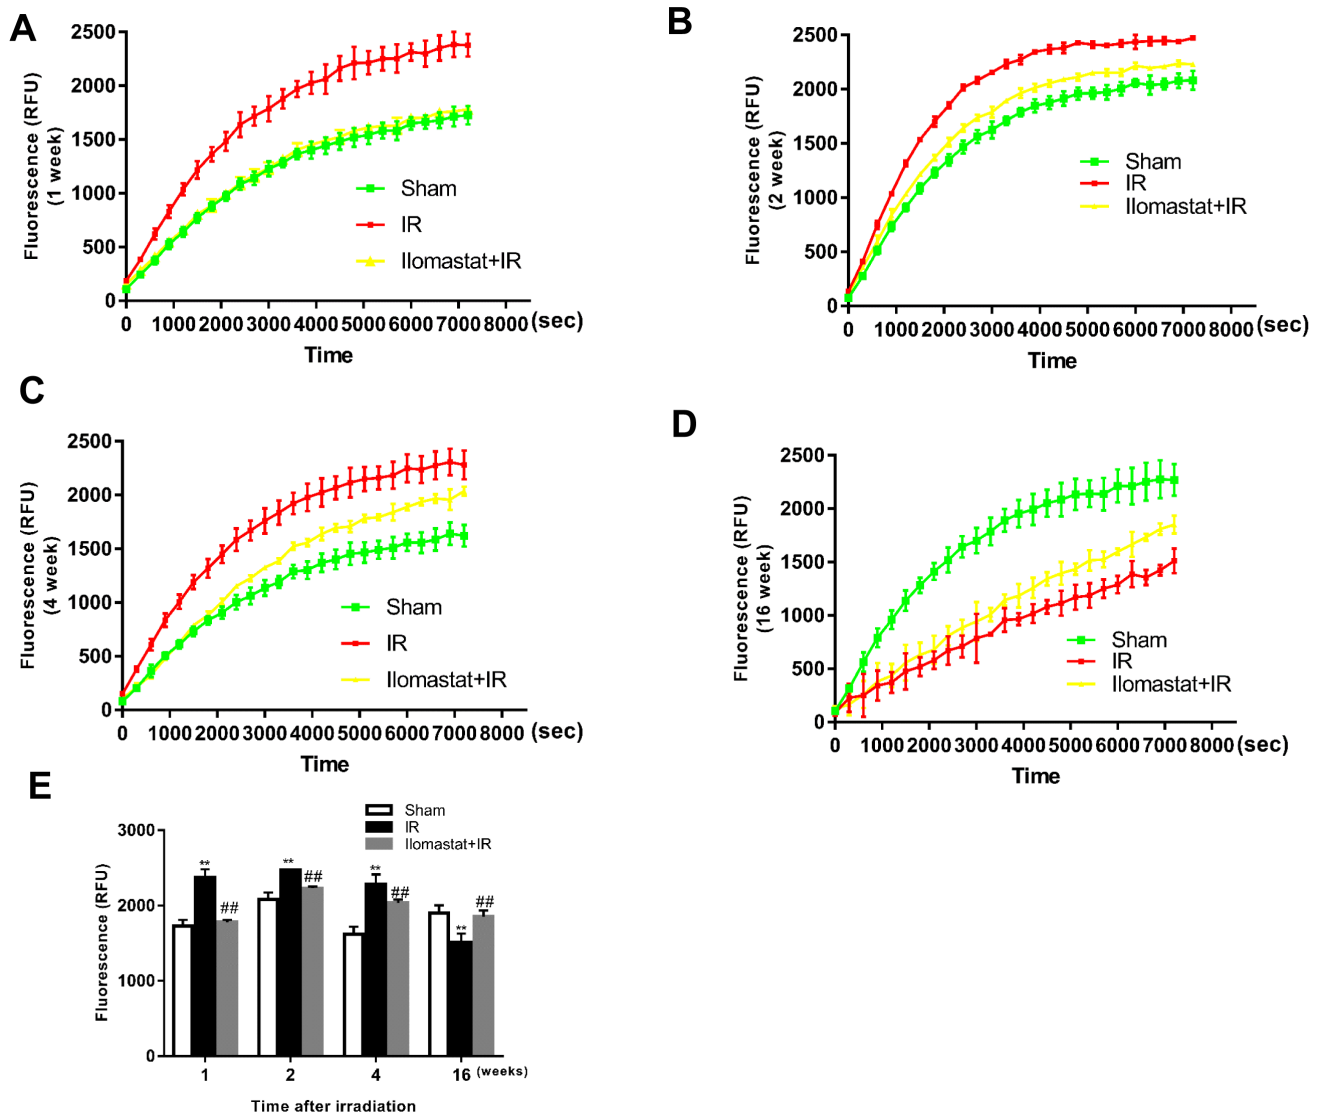 A
Fluorescence (RFU)
(1 week)
2500
2000
1500
1000
500
0
0 1000 2000 3000 4000 5000 6000 7000 8000 (sec)
Time
Sham
IR
Ilomastat+IR
B
Fluorescence (RFU)
(2 week)
2500
2000
1500
1000
500
0
0 1000 2000 3000 4000 5000 6000 7000 8000 (sec)
Time
Sham
IR
Ilomastat+IR
C
Fluorescence (RFU)
(4 week)
2500
2000
1500
1000
500
0
0 1000 2000 3000 4000 5000 6000 7000 8000 (sec)
Time
Sham
IR
Ilomastat+IR
D
Fluorescence (RFU)
(16 week)
2500
2000
1500
1000
500
0
0 1000 2000 3000 4000 5000 6000 7000 8000 (sec)
Time
Sham
IR
Ilomastat+IR
E
Sham
IR
Ilomastat+IR
Fluorescence (RFU)
3000
2000
1000
0
** ## ** ## ** ## ** ##
1 2 4 16 (weeks)
Time after irradiation